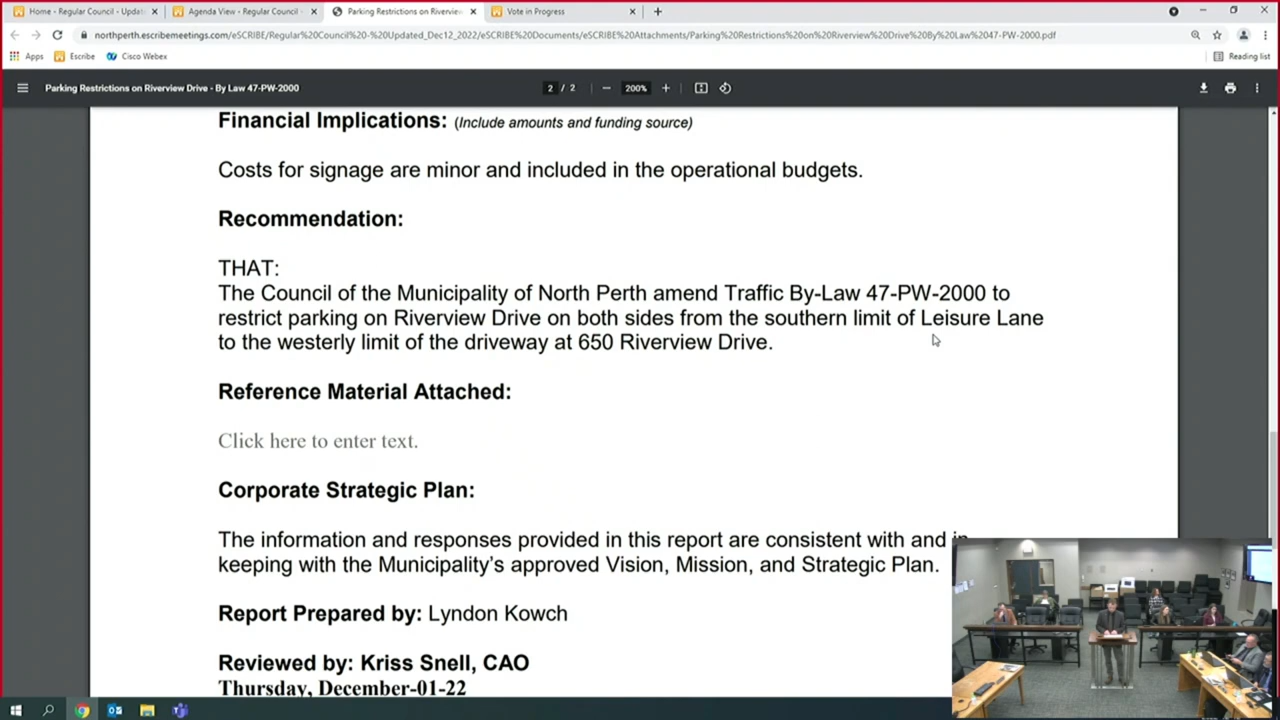 Home - Regular Council - Updat
Agenda View - Regular Council -
Parking Restrictions on Riverview
Vote in Progress
northperth.escribemeetings.com/eSCRIBE/Regular%20Council%20-%20Updated_Dec12_2022/eSCRIBE%20Documents/eSCRIBE%20Attachments/Parking%20Restrictions%20on%20Riverview%20Drive%20By%20Law%2047-PW-2000.pdf
Apps Escribe Cisco Webex Reading list
Parking Restrictions on Riverview Drive - By Law 47-PW-2000 2 / 2 200%
Financial Implications: (Include amounts and funding source)
Costs for signage are minor and included in the operational budgets.
Recommendation:
THAT:
The Council of the Municipality of North Perth amend Traffic By-Law 47-PW-2000 to
restrict parking on Riverview Drive on both sides from the southern limit of Leisure Lane
to the westerly limit of the driveway at 650 Riverview Drive.
Reference Material Attached:
Click here to enter text.
Corporate Strategic Plan:
The information and responses provided in this report are consistent with and in
keeping with the Municipality's approved Vision, Mission, and Strategic Plan.
Report Prepared by: Lyndon Kowch
Reviewed by: Kriss Snell, CAO
Thursday, December-01-22